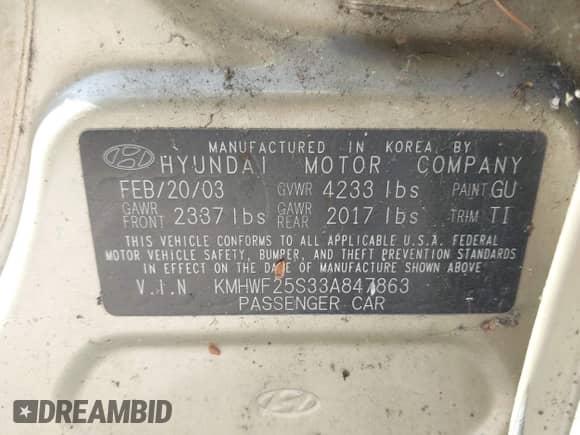 MANUFACTURED IN KOREA BY
HYUNDAI MOTOR COMPANY
FEB/20/03 GVWR 4233 lbs PAINT GU
GAWR FRONT 2337 lbs GAWR REAR 2017 lbs TRIM TI
THIS VEHICLE CONFORMS TO ALL APPLICABLE U.S.A. FEDERAL
MOTOR VEHICLE SAFETY, BUMPER, AND THEFT PREVENTION STANDARDS
IN EFFECT ON THE DATE OF MANUFACTURE SHOWN ABOVE
V.I.N. KMHWF25S33A847863
PASSENGER CAR
DREAMBID